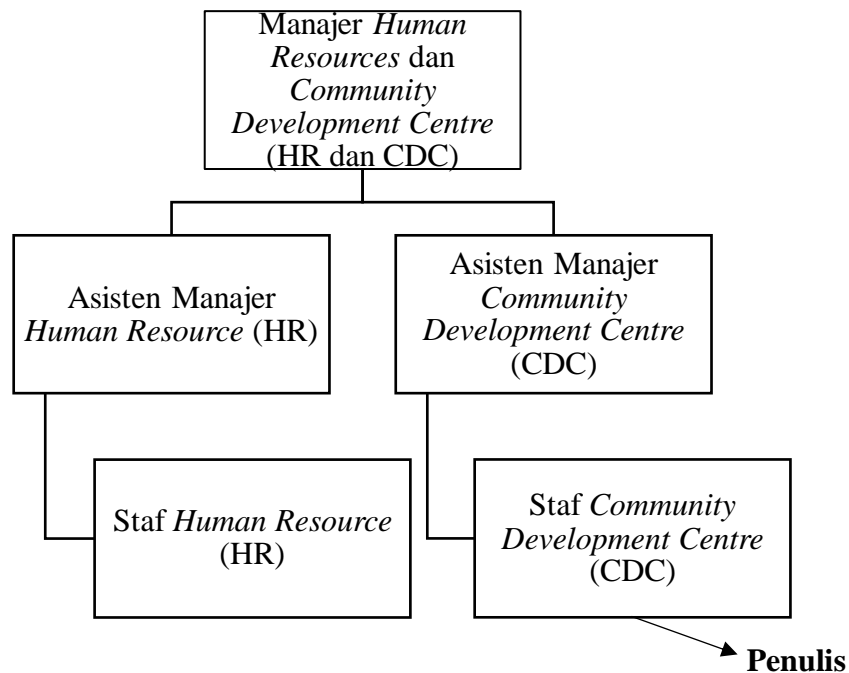 Manajer Human
Resources dan
Community
Development Centre
(HR dan CDC)
Asisten Manajer
Human Resource (HR)
Asisten Manajer
Community
Development Centre
(CDC)
Staf Human Resource
(HR)
Staf Community
Development Centre
(CDC)
Penulis